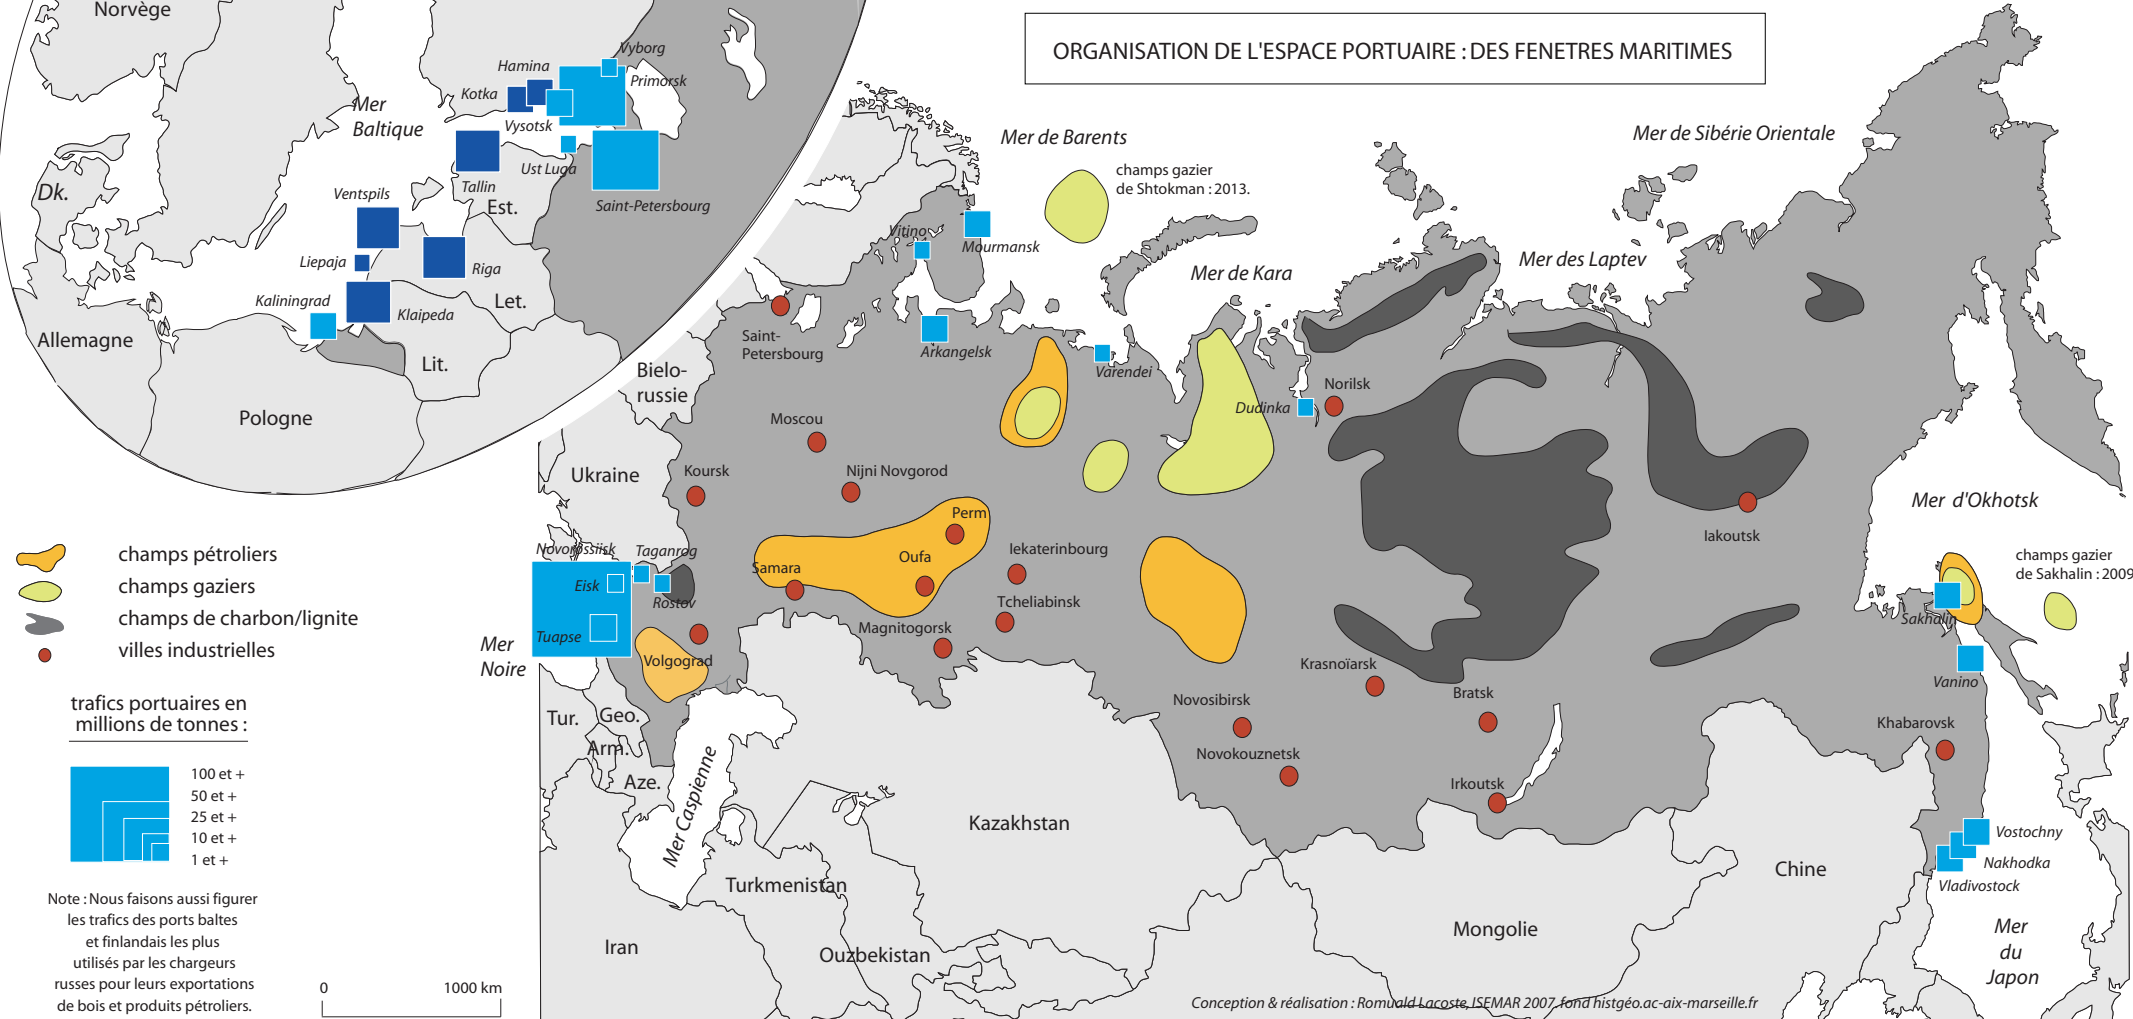 ORGANISATION DE L'ESPACE PORTUAIRE : DES FENETRES MARITIMES
Norvège
Vyborg
Hamina
Primorsk
Kotka
Mer
Baltique
Vysotsk
Ust Luga
Dk.
Tallin
Ventspils
Est.
Saint-Petersbourg
Liepaja
Riga
Kaliningrad
Let.
Klaipeda
Allemagne
Lit.
Pologne
Mer de Barents
champs gazier
de Shtokman : 2013.
Mer de Sibérie Orientale
Vitino
Mourmansk
Mer de Kara
Mer des Laptev
Saint-
Petersbourg
Arkangelsk
Varendei
Bielo-
russie
Norilsk
Dudinka
Moscou
Ukraine
Koursk
Nijni Novgorod
Mer d'Okhotsk
Perm
Iakoutsk
Novorossiisk
Taganrog
Oufa
Iekaterinbourg
champs gazier
de Sakhalin : 2009
Samara
Eisk
Rostov
Tcheliabinsk
Sakhalin
Tuapse
Magnitogorsk
Mer
Noire
Volgograd
Krasnoïarsk
Vanino
Novosibirsk
Bratsk
Tur.
Geo.
Khabarovsk
Arm.
Novokouznetsk
Aze.
Irkoutsk
Mer Caspienne
Kazakhstan
Vostochny
Nakhodka
Chine
Vladivostock
Turkmenistan
Mongolie
Mer
du
Japon
Iran
Ouzbekistan
champs pétroliers
champs gaziers
champs de charbon/lignite
villes industrielles
trafics portuaires en
millions de tonnes :
100 et +
50 et +
25 et +
10 et +
1 et +
Note : Nous faisons aussi figurer
les trafics des ports baltes
et finlandais les plus
utilisés par les chargeurs
russes pour leurs exportations
de bois et produits pétroliers.
0 1000 km
Conception & réalisation : Romuald Lacoste, ISEMAR 2007, fond histgéo.ac-aix-marseille.fr